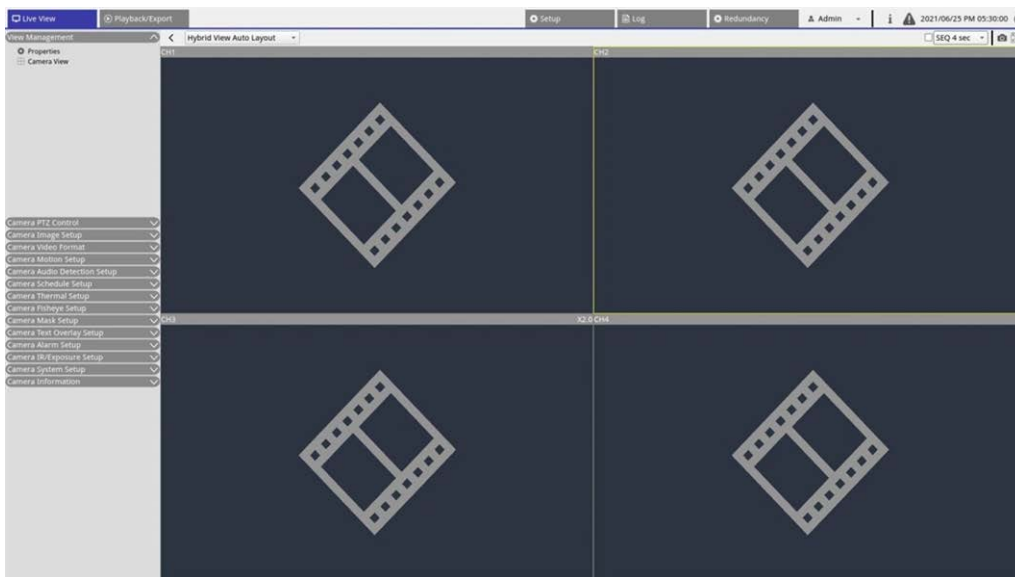 Live View Playback/Export Setup Log Redundancy Admin 2021/06/25 PM 05:30:00
View Management Hybrid View Auto Layout SEQ 4 sec
Properties
Camera View
CH1 CH2
Camera PTZ Control
Camera Image Setup
Camera Video Format
Camera Motion Setup
Camera Audio Detection Setup
Camera Schedule Setup
Camera Thermal Setup
Camera Fisheye Setup
Camera Mask Setup
CH3 X2.0 CH4
Camera Text Overlay Setup
Camera Alarm Setup
Camera IR/Exposure Setup
Camera System Setup
Camera Information